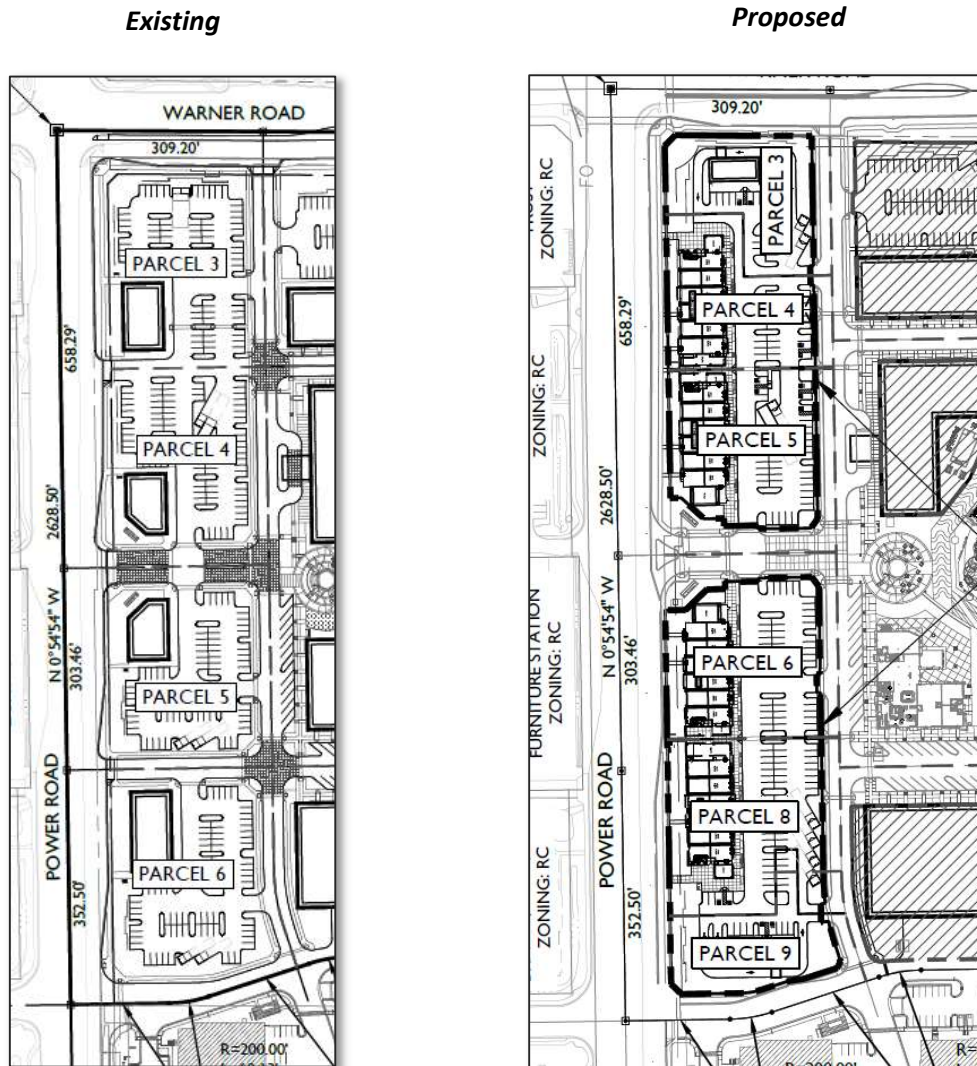 Existing
Proposed
WARNER ROAD
309.20'
PARCEL 3
658.29'
PARCEL 4
2628.50'
N 0°54'54" W
303.46'
PARCEL 5
POWER ROAD
PARCEL 6
352.50'
R=200.00'
309.20'
ZONING: RC
PARCEL 3
PARCEL 4
658.29'
ZONING: RC
PARCEL 5
2628.50'
FURNITURE STATION
ZONING: RC
N 0°54'54" W
303.46'
PARCEL 6
POWER ROAD
PARCEL 8
ZONING: RC
352.50'
PARCEL 9
R=